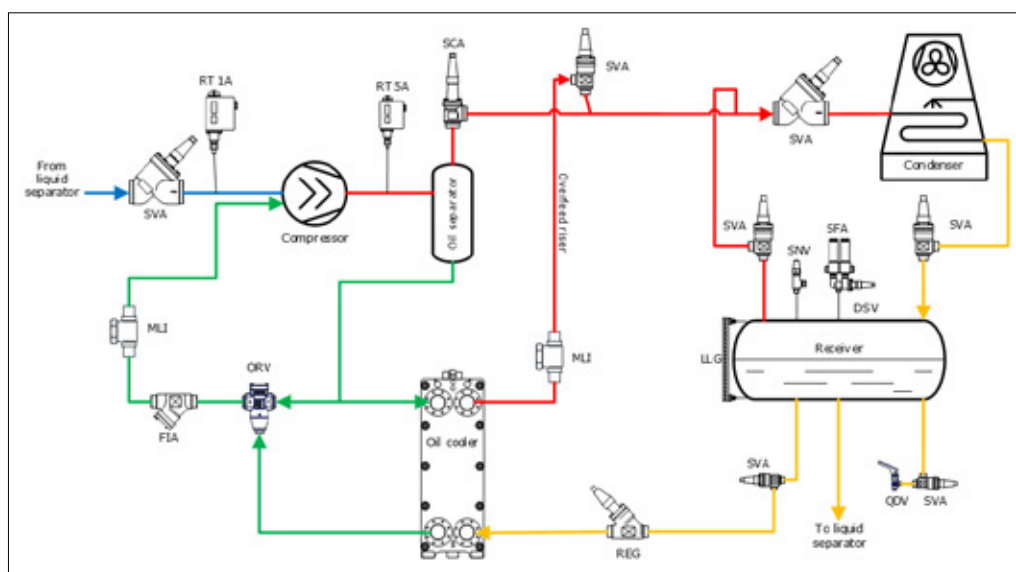 SCA
SVA
RT 1A
RT 5A
SVA
Condenser
From
liquid
separator
SVA
Compressor
Oil separator
Overfeed riser
SVA
SNV
SFA
SVA
DSV
MLI
MLI
LLG
Receiver
ORV
FIA
Oil cooler
SVA
QDV
SVA
REG
To liquid
separator